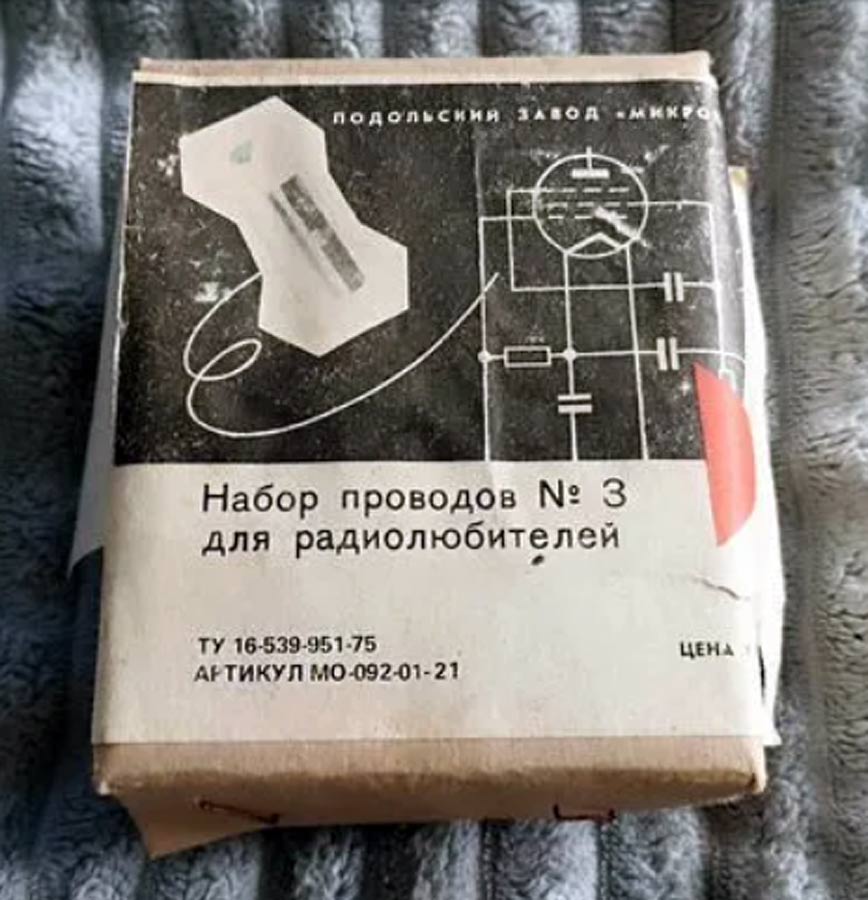 ПОДОЛЬСКИЙ ЗАВОД «МИКРО
Набор проводов № 3
для радиолюбителей
ТУ 16-539-951-75
АРТИКУЛ МО-092-01-21
ЦЕНА